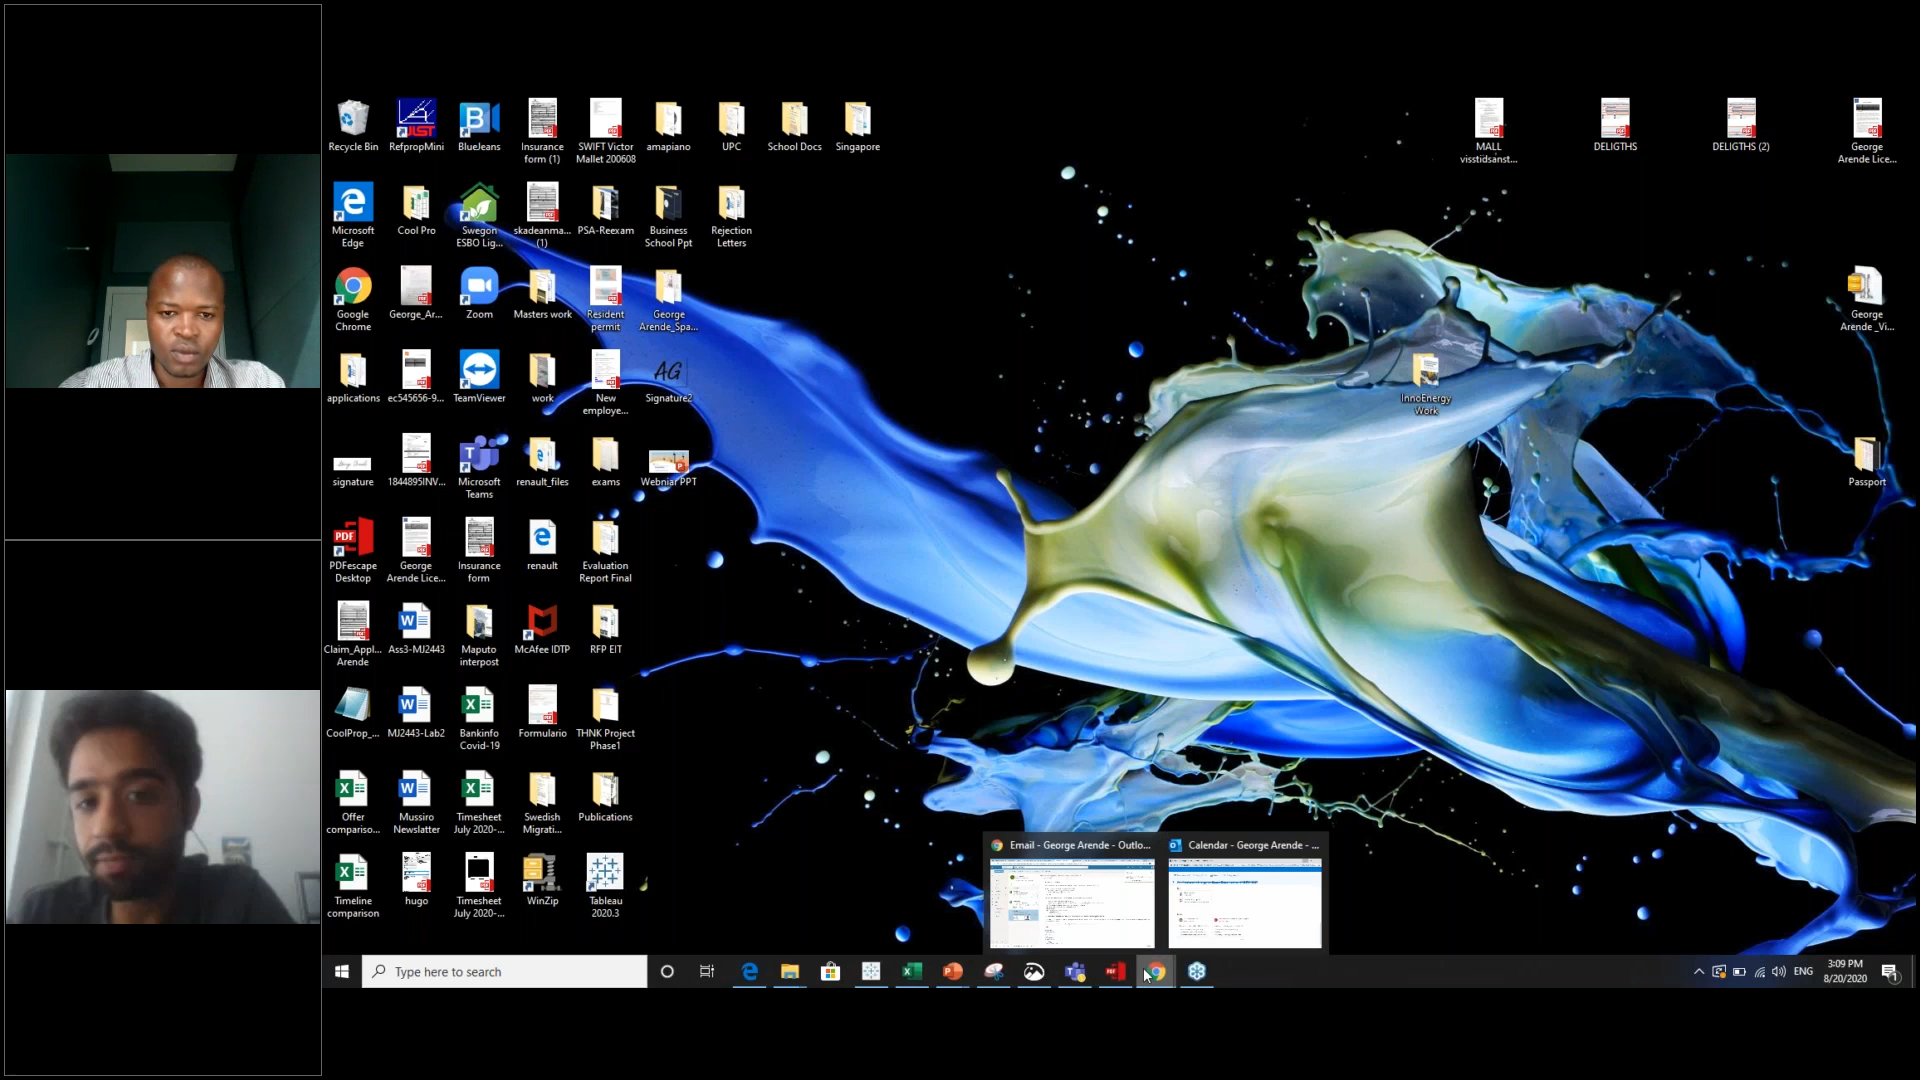 Recycle Bin
RefpropMini
BlueJeans
Insurance
form (1)
SWIFT Victor
Mallet 200608
amapiano
UPC
School Docs
Singapore
MALL
visstidsänst...
DELIGTHS
DELIGTHS (2)
George
Arende Lice...
Microsoft
Edge
Cool Pro
Swegon
ESBO Lig...
skadeanma...
(1)
PSA-Reexam
Business
School Ppt
Rejection
Letters
Google
Chrome
George_Ar...
Zoom
Masters work
Resident
permit
George
Arende_Spa...
George
Arende _Vi...
applications
ec545656-9...
TeamViewer
work
New
employe...
AG
Signature2
InnoEnergy
Work
signature
1844895INV...
Microsoft
Teams
renault_files
exams
Webniar PPT
Passport
PDF
PDFescape
Desktop
George
Arende Lice...
Insurance
form
renault
Evaluation
Report Final
Claim_Appl...
Arende
Ass3-MJ2443
Maputo
interpost
McAfee IDTP
RFP EIT
CoolProp_...
MJ2443-Lab2
Bankinfo
Covid-19
Formulario
THNK Project
Phase1
Offer
compariso...
Mussiro
Newslatter
Timesheet
July 2020-...
Swedish
Migrati...
Publications
Timeline
comparison
hugo
Timesheet
July 2020-...
WinZip
Tableau
2020.3
Email - George Arende - Outlo...
Calendar - George Arende - ...
Type here to search
ENG
3:09 PM
8/20/2020
1